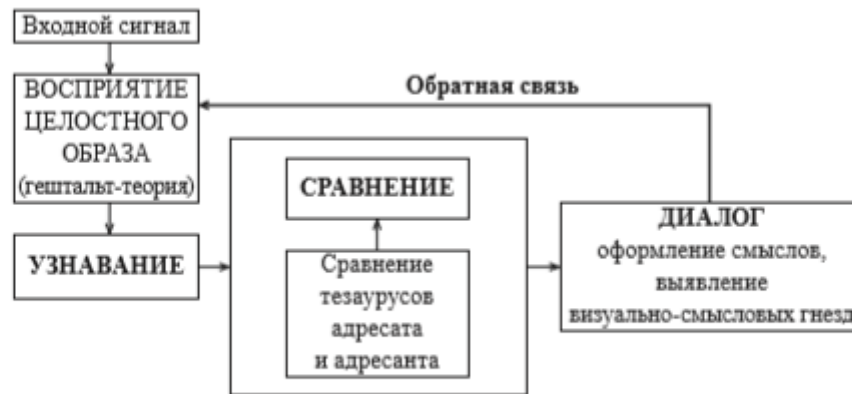 Входной сигнал
ВОСПРИЯТИЕ
ЦЕЛОСТНОГО
ОБРАЗА
(гештальт-теория)
УЗНАВАНИЕ
Обратная связь
СРАВНЕНИЕ
Сравнение
тезаурусов
адресата
и адресанта
ДИАЛОГ
оформление смыслов,
выявление
визуально-смысловых гнезд